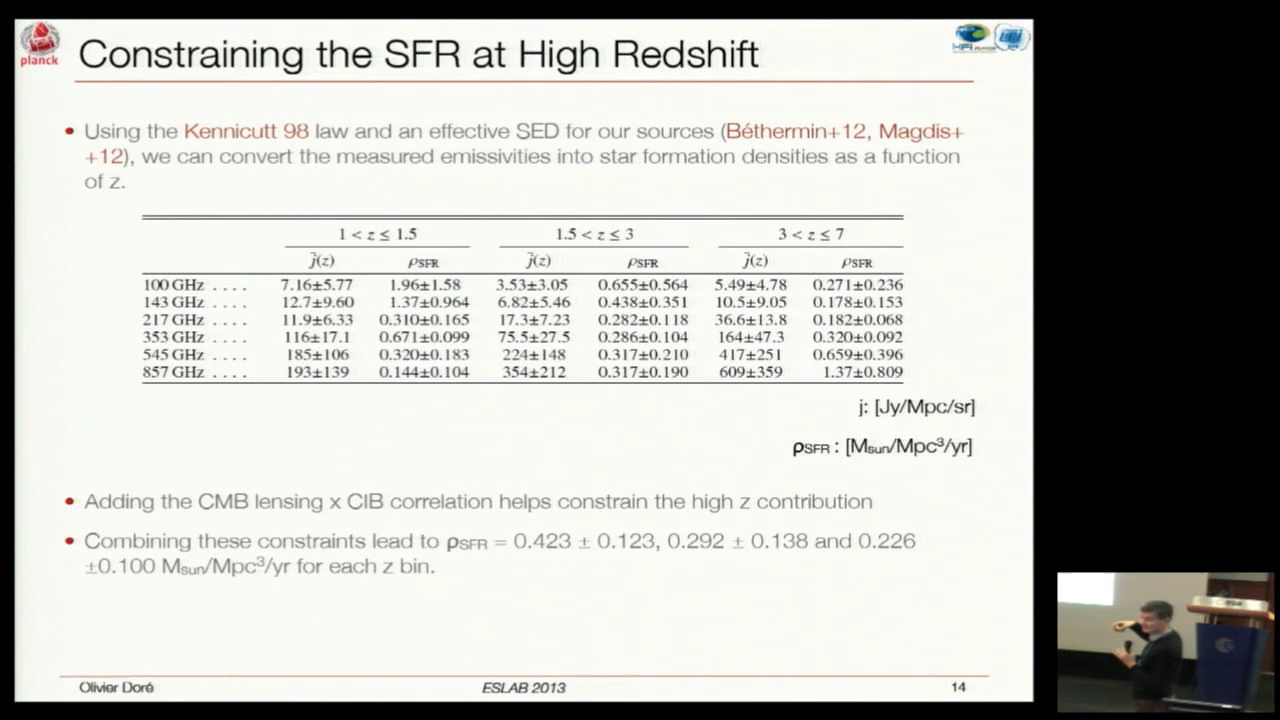 planck
Constraining the SFR at High Redshift
HFI PLANCK
• Using the Kennicutt 98 law and an effective SED for our sources (Béthermin+12, Magdis+
+12), we can convert the measured emissivities into star formation densities as a function
of z.
1 < z ≤ 1.5 1.5 < z ≤ 3 3 < z ≤ 7
j̄(z) ρSFR j̄(z) ρSFR j̄(z) ρSFR
100 GHz . . . . 7.16±5.77 1.96±1.58 3.53±3.05 0.655±0.564 5.49±4.78 0.271±0.236
143 GHz . . . . 12.7±9.60 1.37±0.964 6.82±5.46 0.438±0.351 10.5±9.05 0.178±0.153
217 GHz . . . . 11.9±6.33 0.310±0.165 17.3±7.23 0.282±0.118 36.6±13.8 0.182±0.068
353 GHz . . . . 116±17.1 0.671±0.099 75.5±27.5 0.286±0.104 164±47.3 0.320±0.092
545 GHz . . . . 185±106 0.320±0.183 224±148 0.317±0.210 417±251 0.659±0.396
857 GHz . . . . 193±139 0.144±0.104 354±212 0.317±0.190 609±359 1.37±0.809
j: [Jy/Mpc/sr]
ρSFR : [Msun/Mpc³/yr]
• Adding the CMB lensing x CIB correlation helps constrain the high z contribution
• Combining these constraints lead to ρSFR = 0.423 ± 0.123, 0.292 ± 0.138 and 0.226
±0.100 Msun/Mpc³/yr for each z bin.
Olivier Doré ESLAB 2013 14